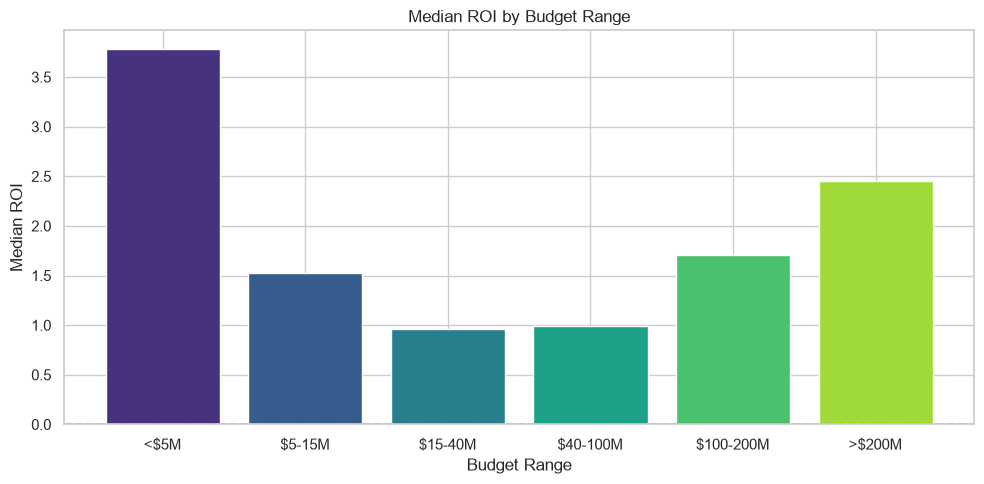 Median ROI by Budget Range
Median ROI
3.5
3.0
2.5
2.0
1.5
1.0
0.5
0.0
<$5M
$5-15M
$15-40M
$40-100M
$100-200M
>$200M
Budget Range